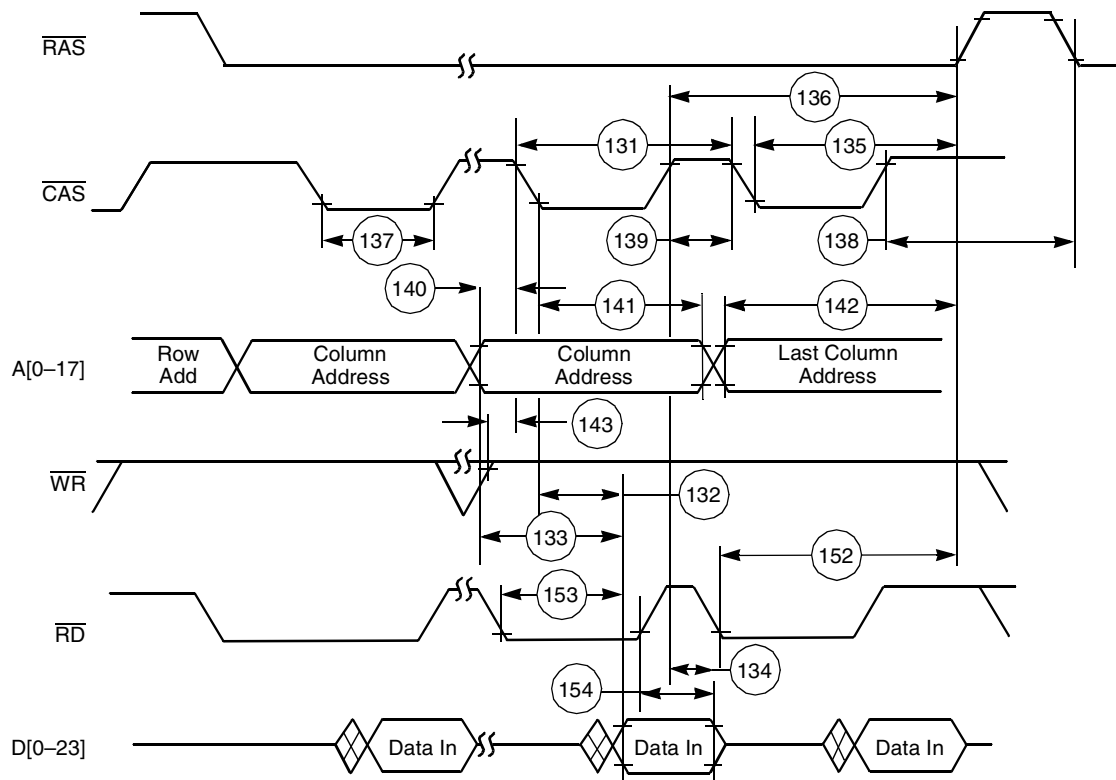 RAS
136
131
135
CAS
137
139
138
140
141
142
A[0–17]
Row
Add
Column
Address
Column
Address
Last Column
Address
143
WR
132
133
152
153
RD
134
154
D[0–23]
Data In
Data In
Data In